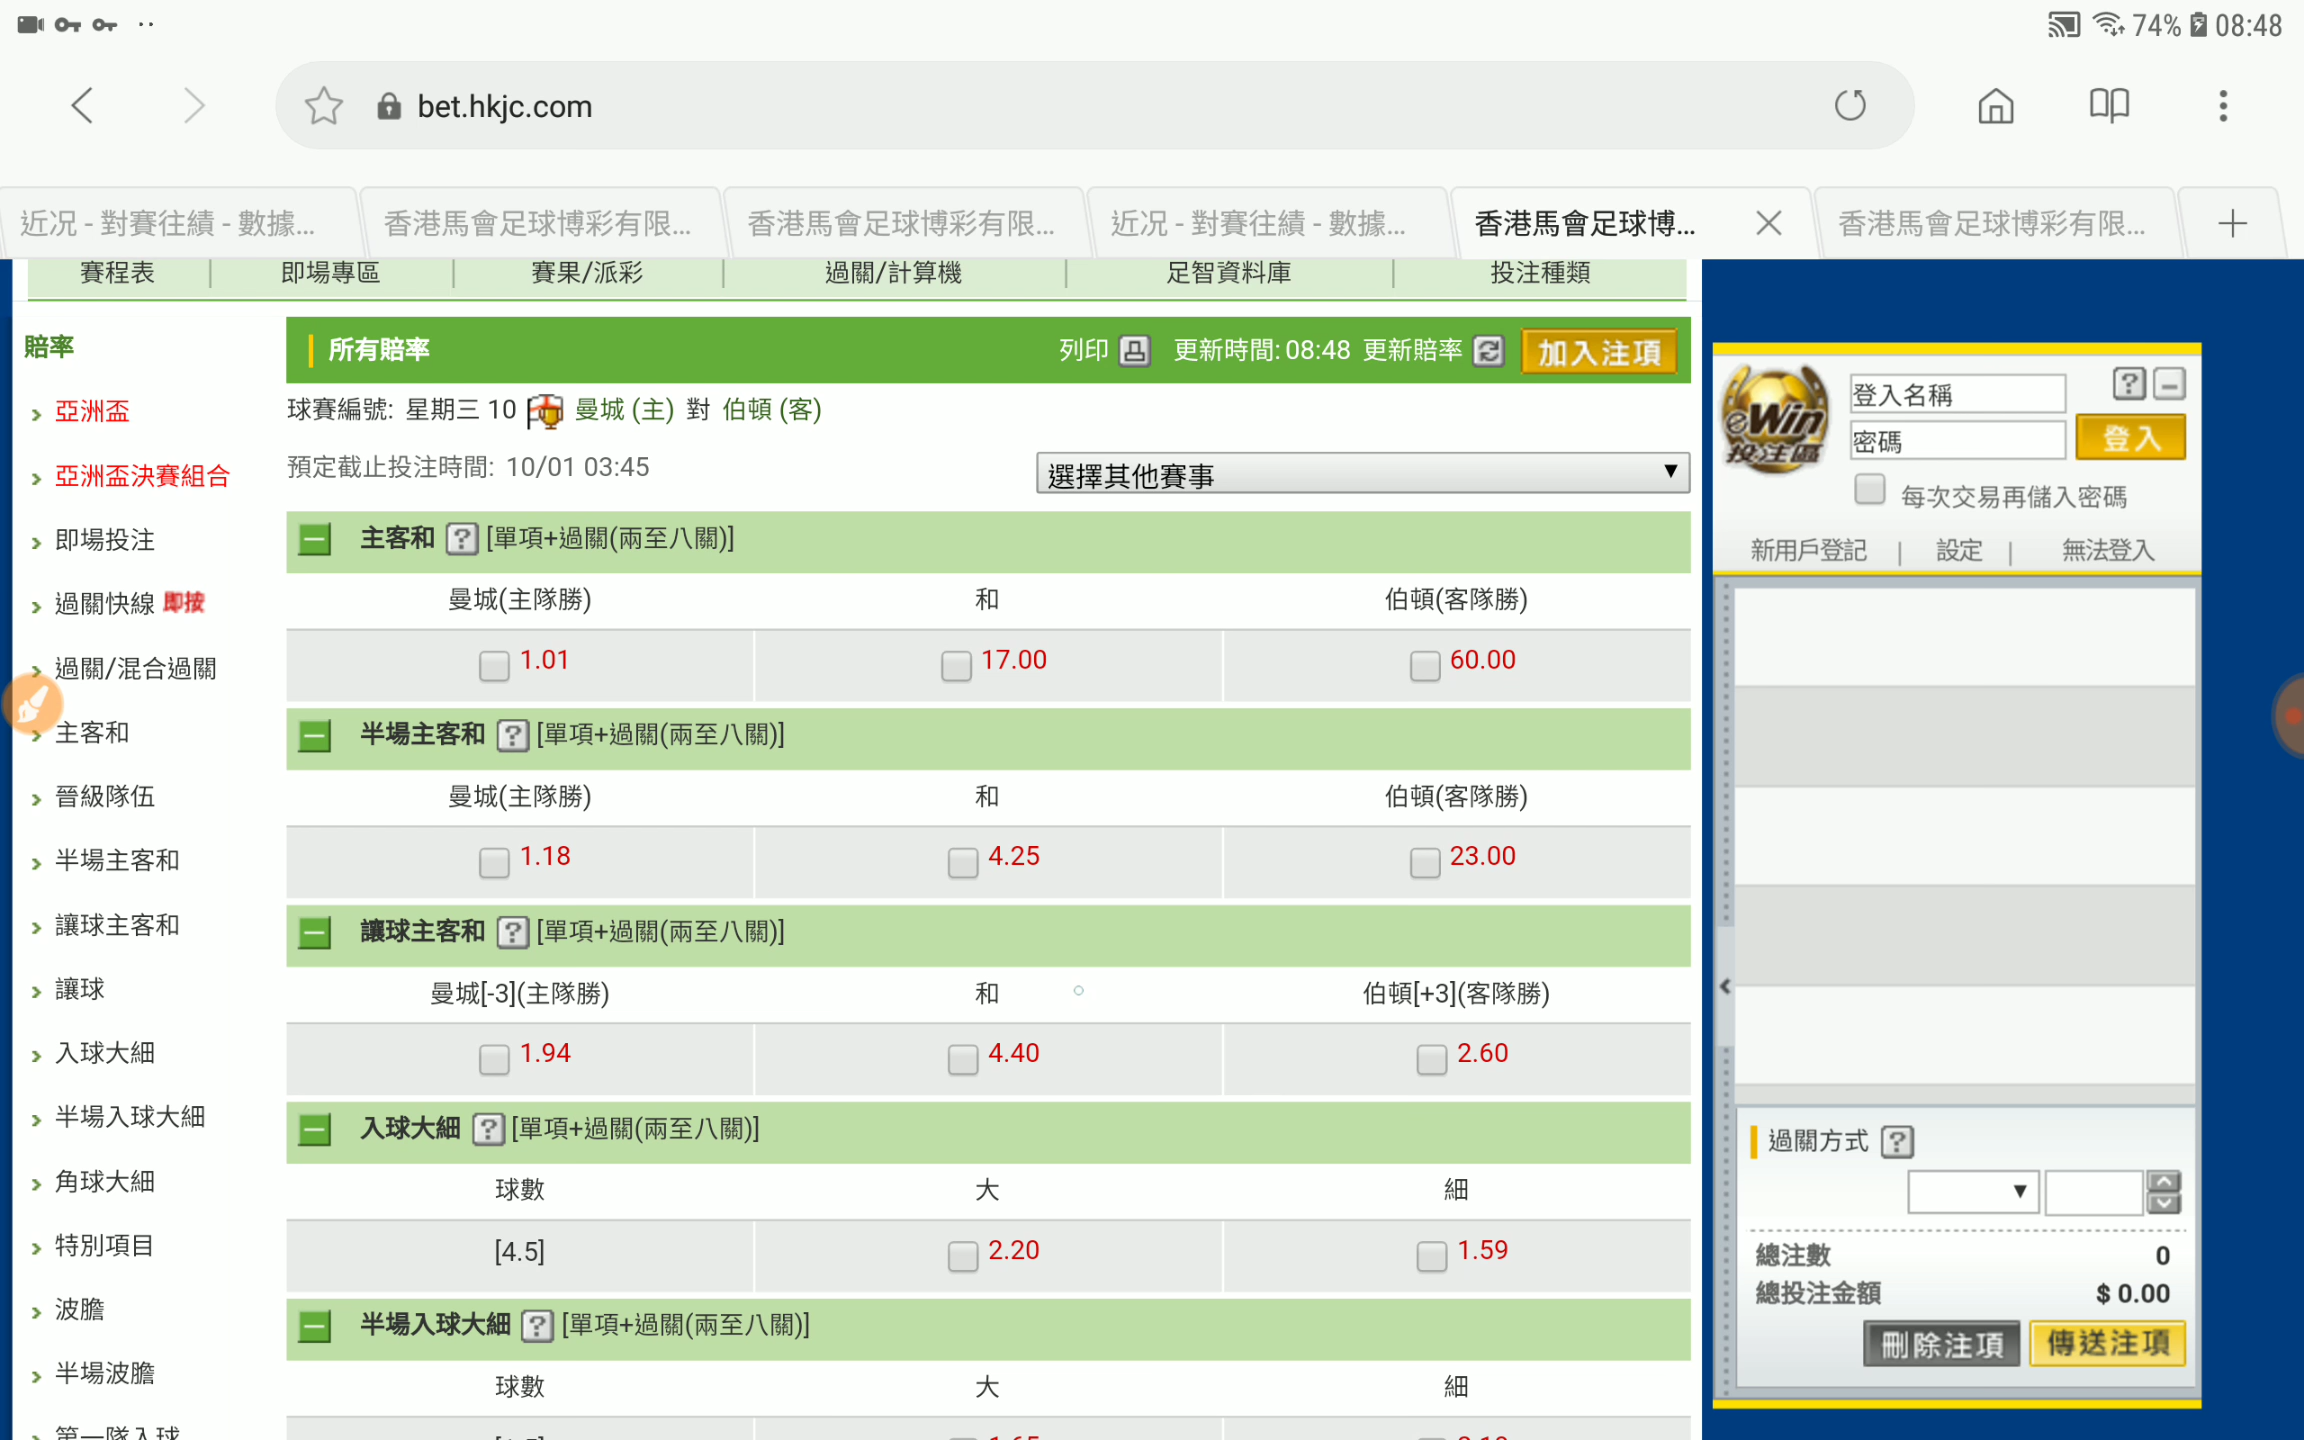 74% 08:48
bet.hkjc.com
近況 - 對賽往績 - 數據... 香港馬會足球博彩有限... 香港馬會足球博彩有限... 近況 - 對賽往績 - 數據... 香港馬會足球博... 香港馬會足球博彩有限...
賽程表 | 即場專區 | 賽果/派彩 | 過關/計算機 | 足智資料庫 | 投注種類
賠率
亞洲盃
亞洲盃決賽組合
即場投注
過關快線 即按
過關/混合過關
主客和
晉級隊伍
半場主客和
讓球主客和
讓球
入球大細
半場入球大細
角球大細
特別項目
波膽
半場波膽
第一隊入球
所有賠率 列印 更新時間: 08:48 更新賠率 加入注項
球賽編號: 星期三 10 曼城 (主) 對 伯頓 (客)
預定截止投注時間: 10/01 03:45 選擇其他賽事
主客和 ? [單項+過關(兩至八關)]
曼城(主隊勝) 和 伯頓(客隊勝)
1.01 17.00 60.00
半場主客和 ? [單項+過關(兩至八關)]
曼城(主隊勝) 和 伯頓(客隊勝)
1.18 4.25 23.00
讓球主客和 ? [單項+過關(兩至八關)]
曼城[-3](主隊勝) 和 伯頓[+3](客隊勝)
1.94 4.40 2.60
入球大細 ? [單項+過關(兩至八關)]
球數 大 細
[4.5] 2.20 1.59
半場入球大細 ? [單項+過關(兩至八關)]
球數 大 細
eWin
投注區
登入名稱 ?
密碼 登入
每次交易再儲入密碼
新用戶登記 | 設定 | 無法登入
過關方式 ?
總注數 0
總投注金額 $ 0.00
刪除注項 傳送注項